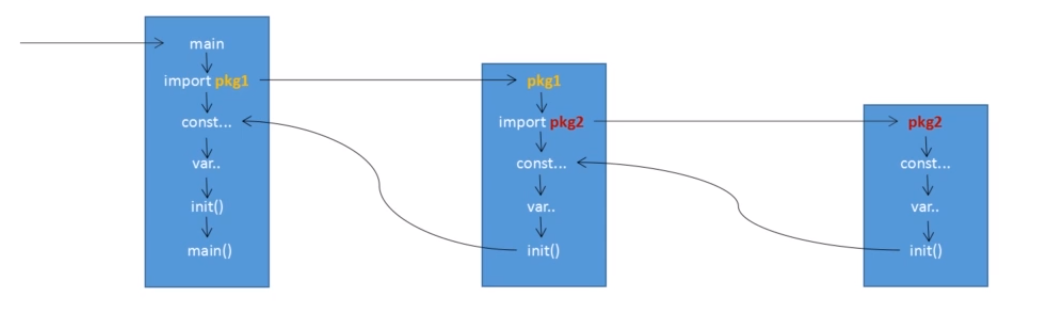 main
import pkg1
const...
var..
init()
main()
pkg1
import pkg2
const...
var..
init()
pkg2
const...
var..
init()